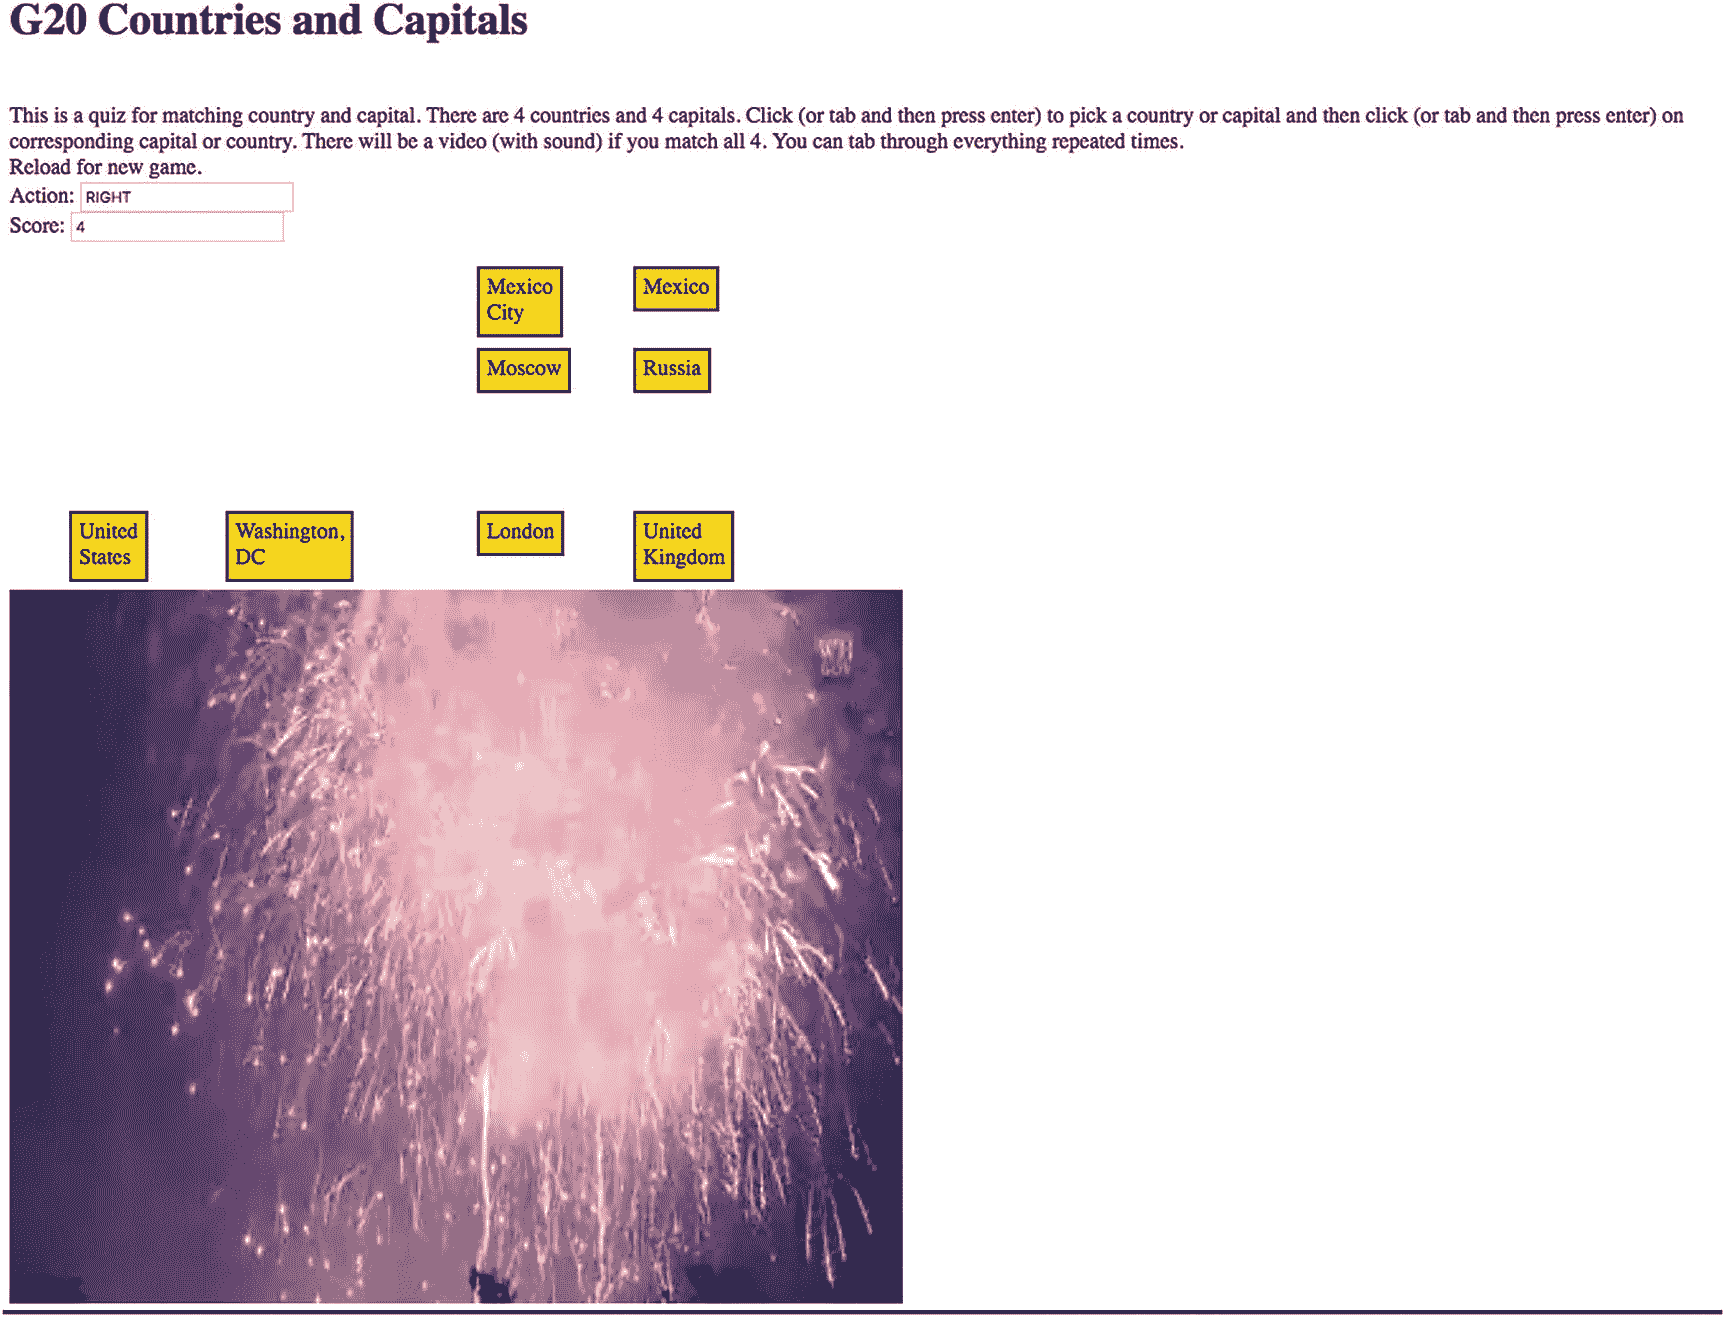 G20 Countries and Capitals
This is a quiz for matching country and capital. There are 4 countries and 4 capitals. Click (or tab and then press enter) to pick a country or capital and then click (or tab and then press enter) on
corresponding capital or country. There will be a video (with sound) if you match all 4. You can tab through everything repeated times.
Reload for new game.
Action: RIGHT
Score: 4
Mexico
City
Mexico
Moscow
Russia
United
States
Washington,
DC
London
United
Kingdom